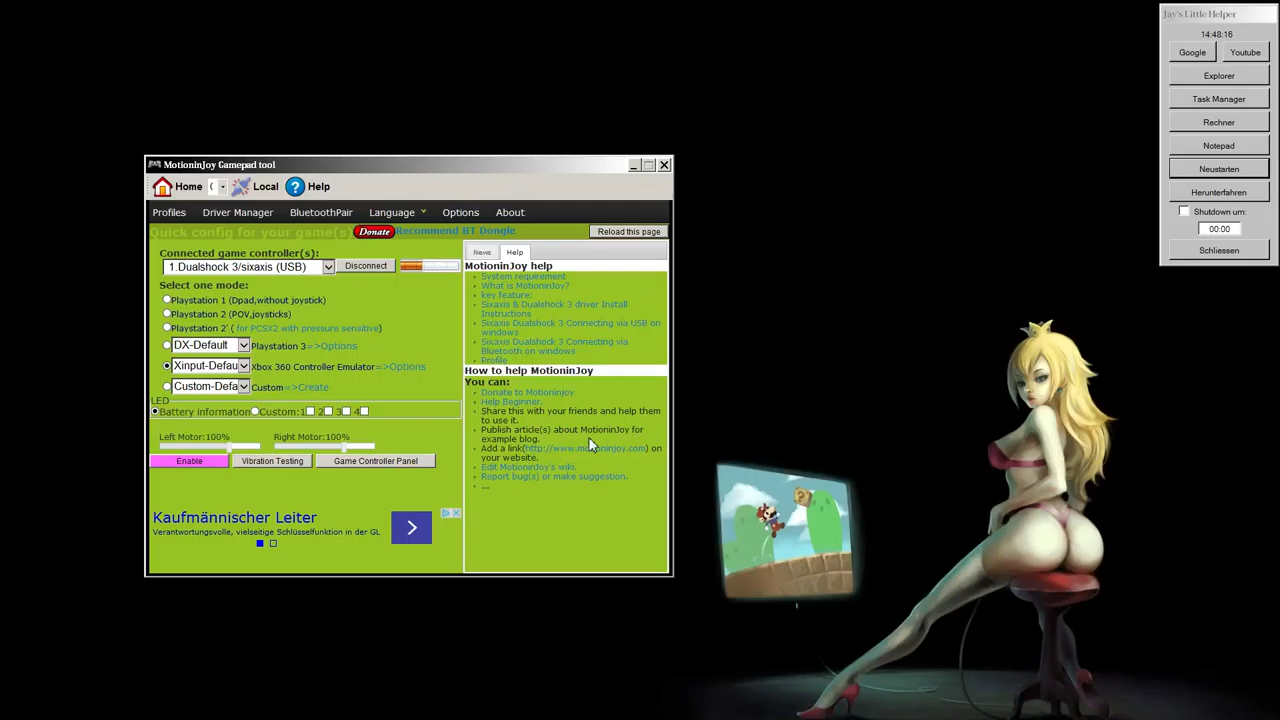 Jay's Little Helper
14:48:16
Google Youtube
Explorer
Task Manager
Rechner
Notepad
Neustarten
Herunterfahren
Shutdown um:
00:00
Schliessen
MotioninJoy Gamepad tool
Home ( Local Help
Profiles Driver Manager BluetoothPair Language Options About
Quick config for your game(s) Donate Recommend BT Dongle Reload this page
Connected game controller(s):
1.Dualshock 3/sixaxis (USB) Disconnect
Select one mode:
Playstation 1 (Dpad,without joystick)
Playstation 2 (POV,joysticks)
Playstation 2' ( for PCSX2 with pressure sensitive)
DX-Default Playstation 3=>Options
Xinput-Defau Xbox 360 Controller Emulator=>Options
Custom-Defa Custom=>Create
LED
Battery information Custom: 1 2 3 4
Left Motor:100% Right Motor:100%
Enable Vibration Testing Game Controller Panel
Kaufmännischer Leiter
Verantwortungsvolle, vielseitige Schlüsselfunktion in der GL
News Help
MotioninJoy help
System requirement
What is MotioninJoy?
key feature:
Sixaxis & Dualshock 3 driver Install
Instructions
Sixaxis Dualshock 3 Connecting via USB on
windows
Sixaxis Dualshock 3 Connecting via
Bluetooth on windows
Profile
How to help MotioninJoy
You can:
Donate to MotioninJoy
Help Beginner.
Share this with your friends and help them
to use it.
Publish article(s) about MotioninJoy for
example blog.
Add a link(http://www.motioninjoy.com) on
your website.
Edit MotioninJoy's wiki.
Report bug(s) or make suggestion.
...